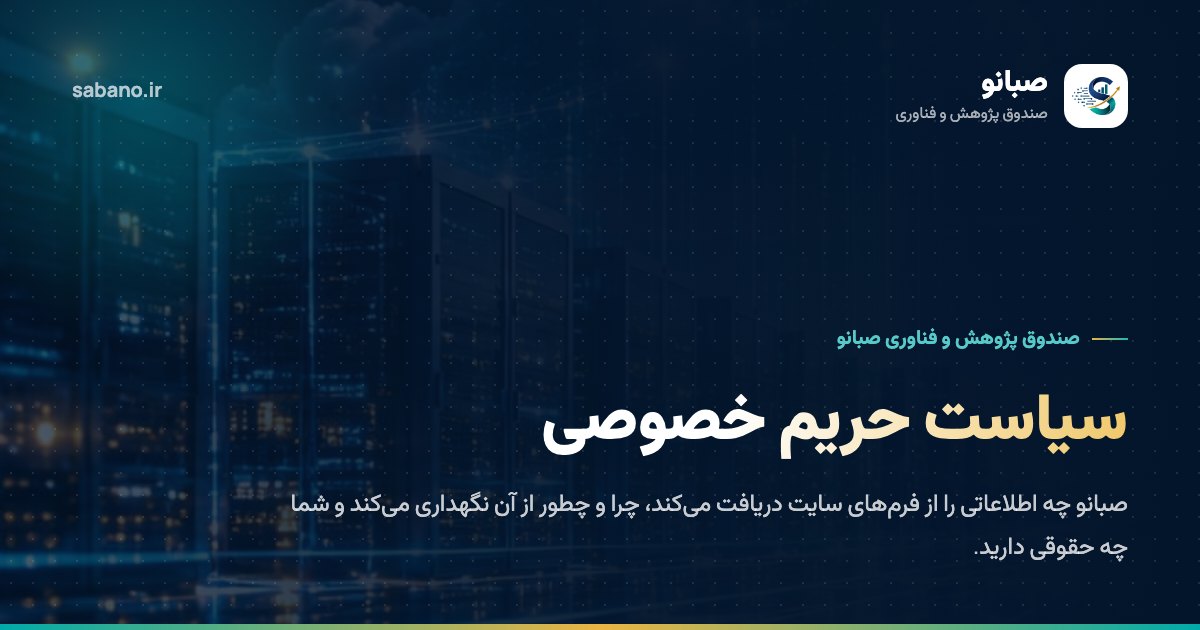 صبانو
صندوق پژوهش و فناوری
sabano.ir
صندوق پژوهش و فناوری صبانو
سیاست حریم خصوصی
صبانو چه اطلاعاتی را از فرم‌های سایت دریافت می‌کند، چرا و چطور از آن نگهداری می‌کند و شما
چه حقوقی دارید.